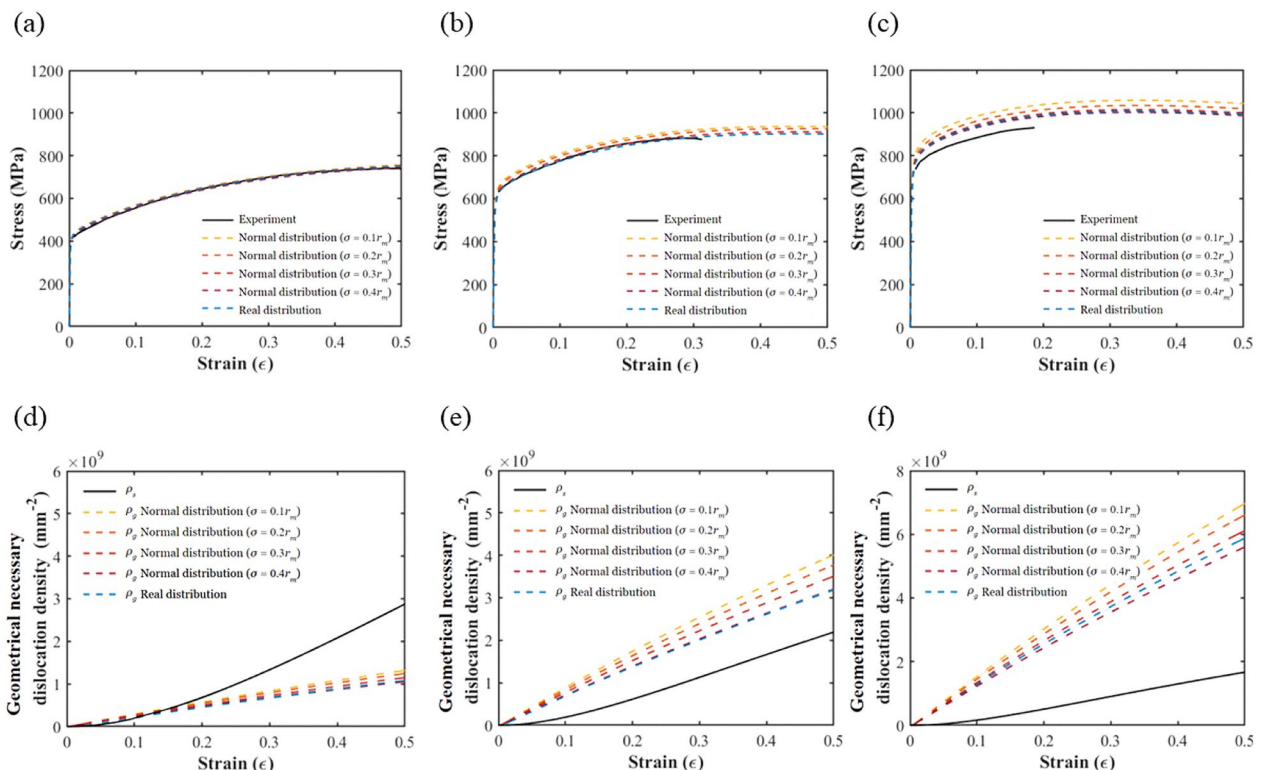 (a)
(b)
(c)
1200
1000
800
600
400
200
0
Stress (MPa)
Experiment
Normal distribution (σ = 0.1r_m)
Normal distribution (σ = 0.2r_m)
Normal distribution (σ = 0.3r_m)
Normal distribution (σ = 0.4r_m)
Real distribution
0 0.1 0.2 0.3 0.4 0.5
Strain (ϵ)
1200
1000
800
600
400
200
0
Stress (MPa)
Experiment
Normal distribution (σ = 0.1r_m)
Normal distribution (σ = 0.2r_m)
Normal distribution (σ = 0.3r_m)
Normal distribution (σ = 0.4r_m)
Real distribution
0 0.1 0.2 0.3 0.4 0.5
Strain (ϵ)
1200
1000
800
600
400
200
0
Stress (MPa)
Experiment
Normal distribution (σ = 0.1r_m)
Normal distribution (σ = 0.2r_m)
Normal distribution (σ = 0.3r_m)
Normal distribution (σ = 0.4r_m)
Real distribution
0 0.1 0.2 0.3 0.4 0.5
Strain (ϵ)
(d)
(e)
(f)
×10⁹
6
5
4
3
2
1
0
Geometrical necessary
dislocation density (mm⁻²)
ρ_s
ρ_g Normal distribution (σ = 0.1r_m)
ρ_g Normal distribution (σ = 0.2r_m)
ρ_g Normal distribution (σ = 0.3r_m)
ρ_g Normal distribution (σ = 0.4r_m)
ρ_g Real distribution
0 0.1 0.2 0.3 0.4 0.5
Strain (ϵ)
×10⁹
6
5
4
3
2
1
0
Geometrical necessary
dislocation density (mm⁻²)
ρ_s
ρ_g Normal distribution (σ = 0.1r_m)
ρ_g Normal distribution (σ = 0.2r_m)
ρ_g Normal distribution (σ = 0.3r_m)
ρ_g Normal distribution (σ = 0.4r_m)
ρ_g Real distribution
0 0.1 0.2 0.3 0.4 0.5
Strain (ϵ)
×10⁹
8
6
4
2
0
Geometrical necessary
dislocation density (mm⁻²)
ρ_s
ρ_g Normal distribution (σ = 0.1r_m)
ρ_g Normal distribution (σ = 0.2r_m)
ρ_g Normal distribution (σ = 0.3r_m)
ρ_g Normal distribution (σ = 0.4r_m)
ρ_g Real distribution
0 0.1 0.2 0.3 0.4 0.5
Strain (ϵ)